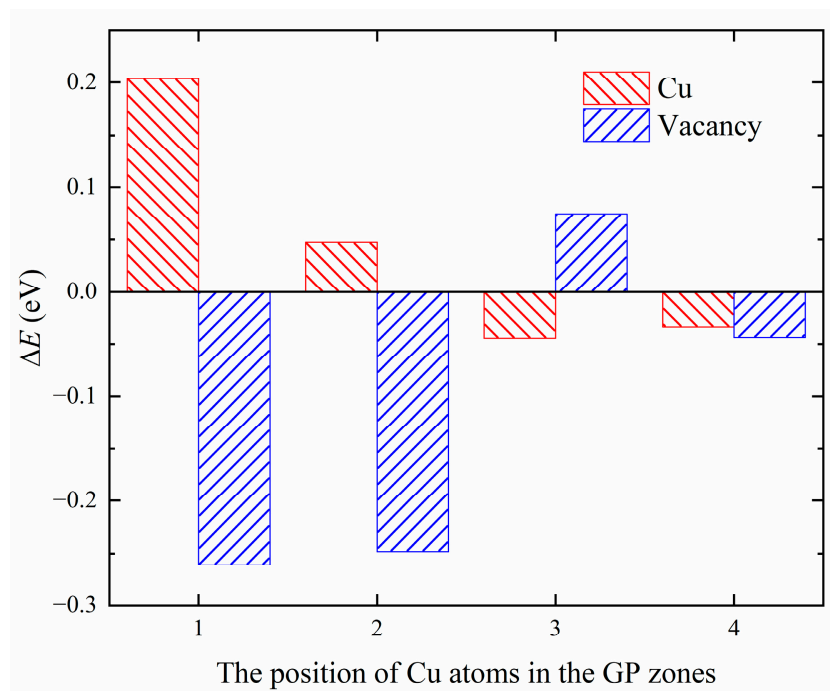 Cu
Vacancy
0.2
0.1
0.0
−0.1
−0.2
−0.3
ΔE (eV)
1 2 3 4
The position of Cu atoms in the GP zones